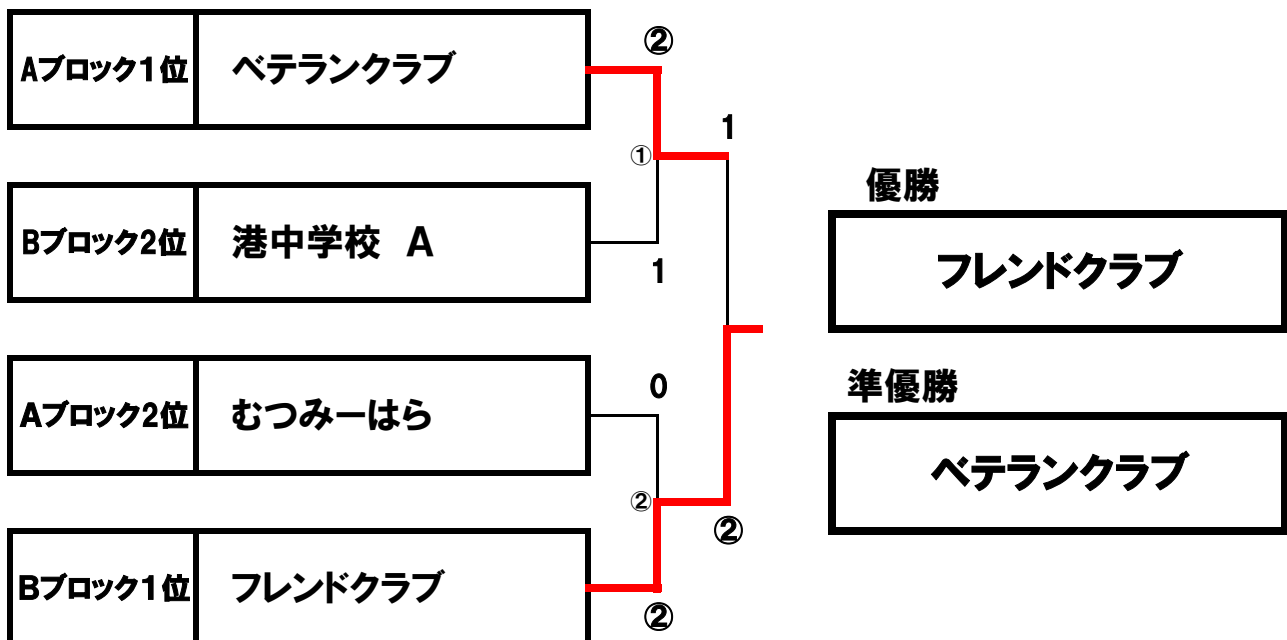 Aブロック1位 ベテランクラブ
②
①
1
Bブロック2位 港中学校 A
1
Aブロック2位 むつみーはら
0
②
②
Bブロック1位 フレンドクラブ
②
優勝
フレンドクラブ
準優勝
ベテランクラブ